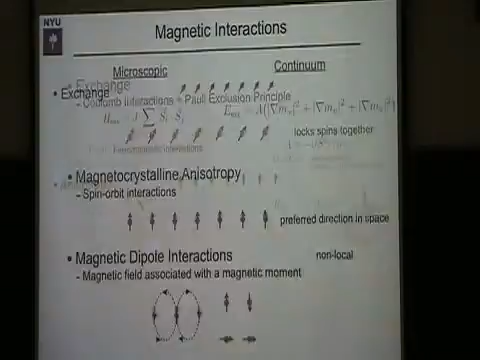 NYU
Magnetic Interactions
Microscopic
Continuum
• Exchange
• Exchange
- Coulomb Interactions + Pauli Exclusion Principle
locks spins together
• Magnetocrystalline Anisotropy
- Spin-orbit interactions
preferred direction in space
• Magnetic Dipole Interactions
non-local
- Magnetic field associated with a magnetic moment